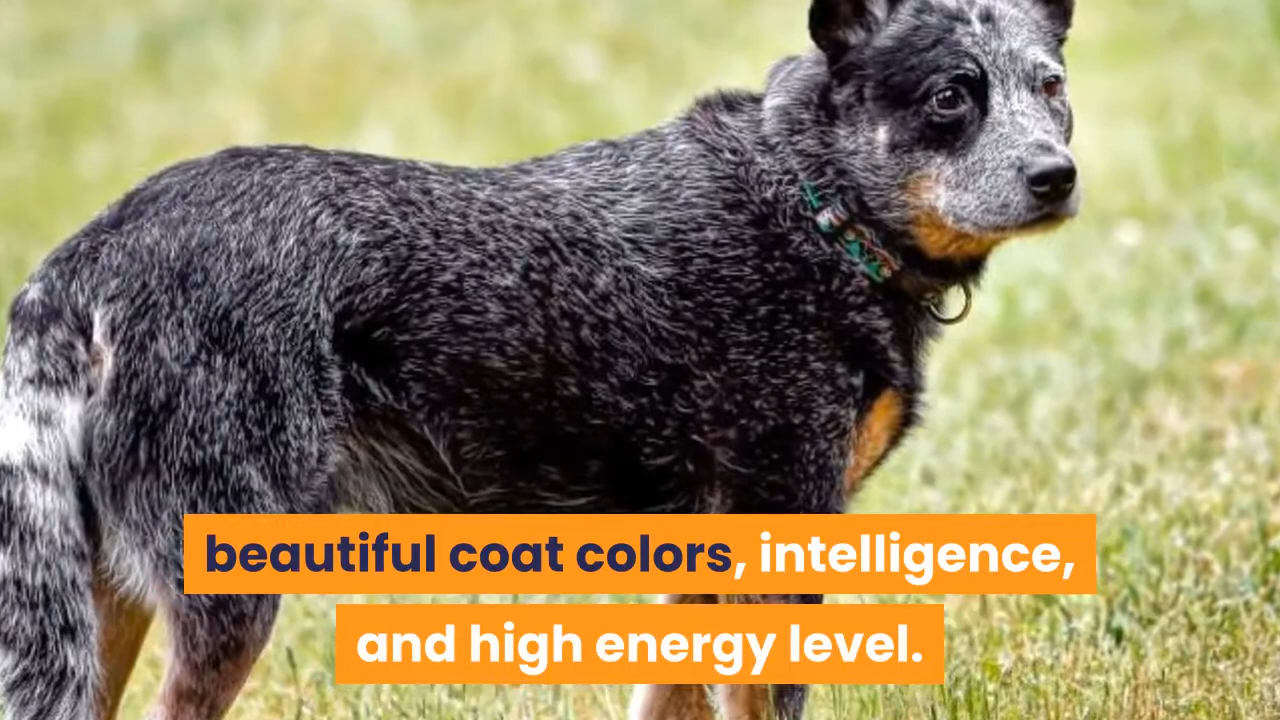 beautiful coat colors, intelligence,
and high energy level.